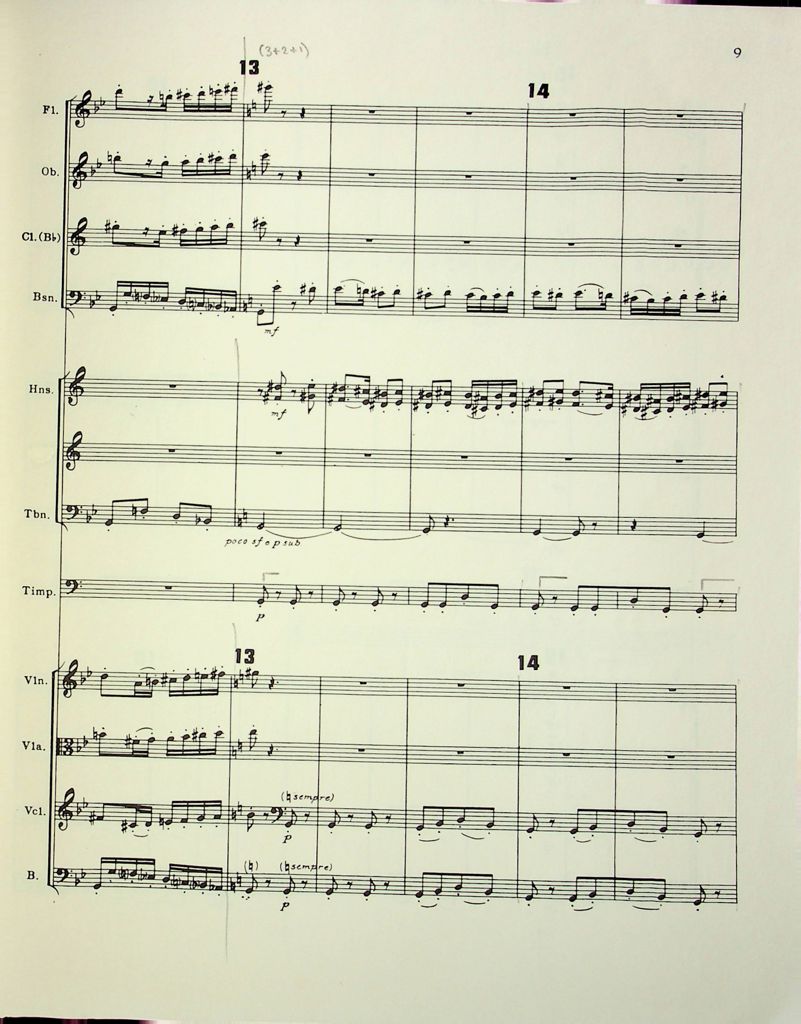 (3+2+1)
9
13
14
Fl.
Ob.
Cl.(B♭)
Bsn.
mf
Hns.
mf
Tbn.
poco sf e p sub.
Timp.
p
13
14
Vln.
Vla.
(♮ sempre)
Vcl.
p
(♮) (♮ sempre)
B.
p